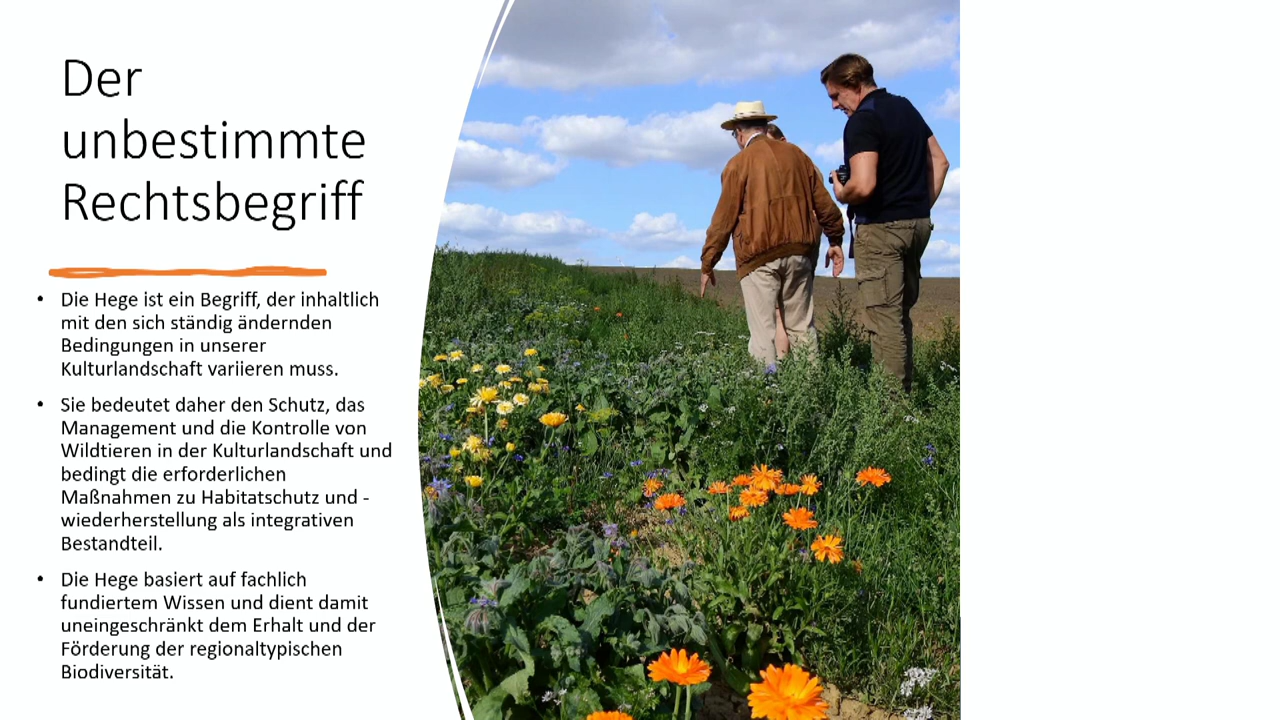 Der
unbestimmte
Rechtsbegriff
• Die Hege ist ein Begriff, der inhaltlich
mit den sich ständig ändernden
Bedingungen in unserer
Kulturlandschaft variieren muss.
• Sie bedeutet daher den Schutz, das
Management und die Kontrolle von
Wildtieren in der Kulturlandschaft und
bedingt die erforderlichen
Maßnahmen zu Habitatschutz und -
wiederherstellung als integrativen
Bestandteil.
• Die Hege basiert auf fachlich
fundiertem Wissen und dient damit
uneingeschränkt dem Erhalt und der
Förderung der regionaltypischen
Biodiversität.